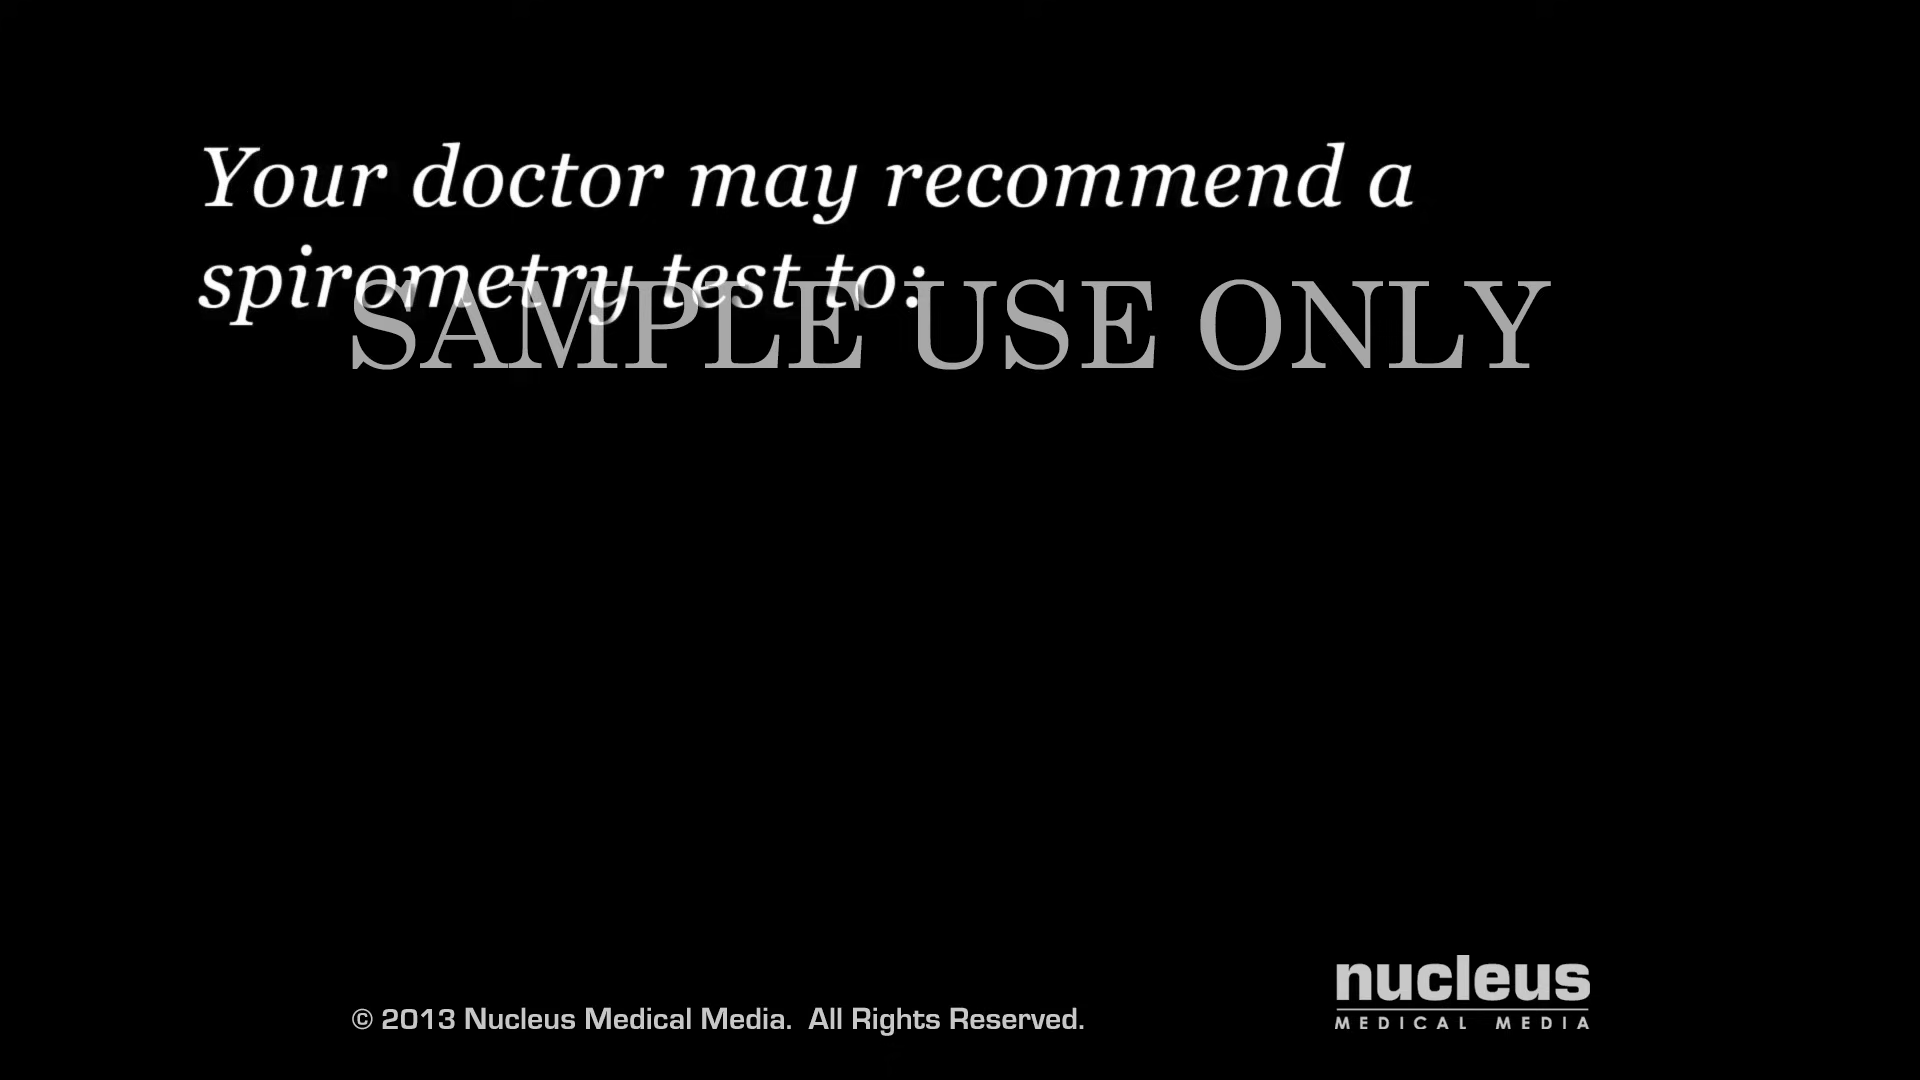 Your doctor may recommend a
spirometry test to:
SAMPLE USE ONLY
nucleus
MEDICAL MEDIA
© 2013 Nucleus Medical Media. All Rights Reserved.